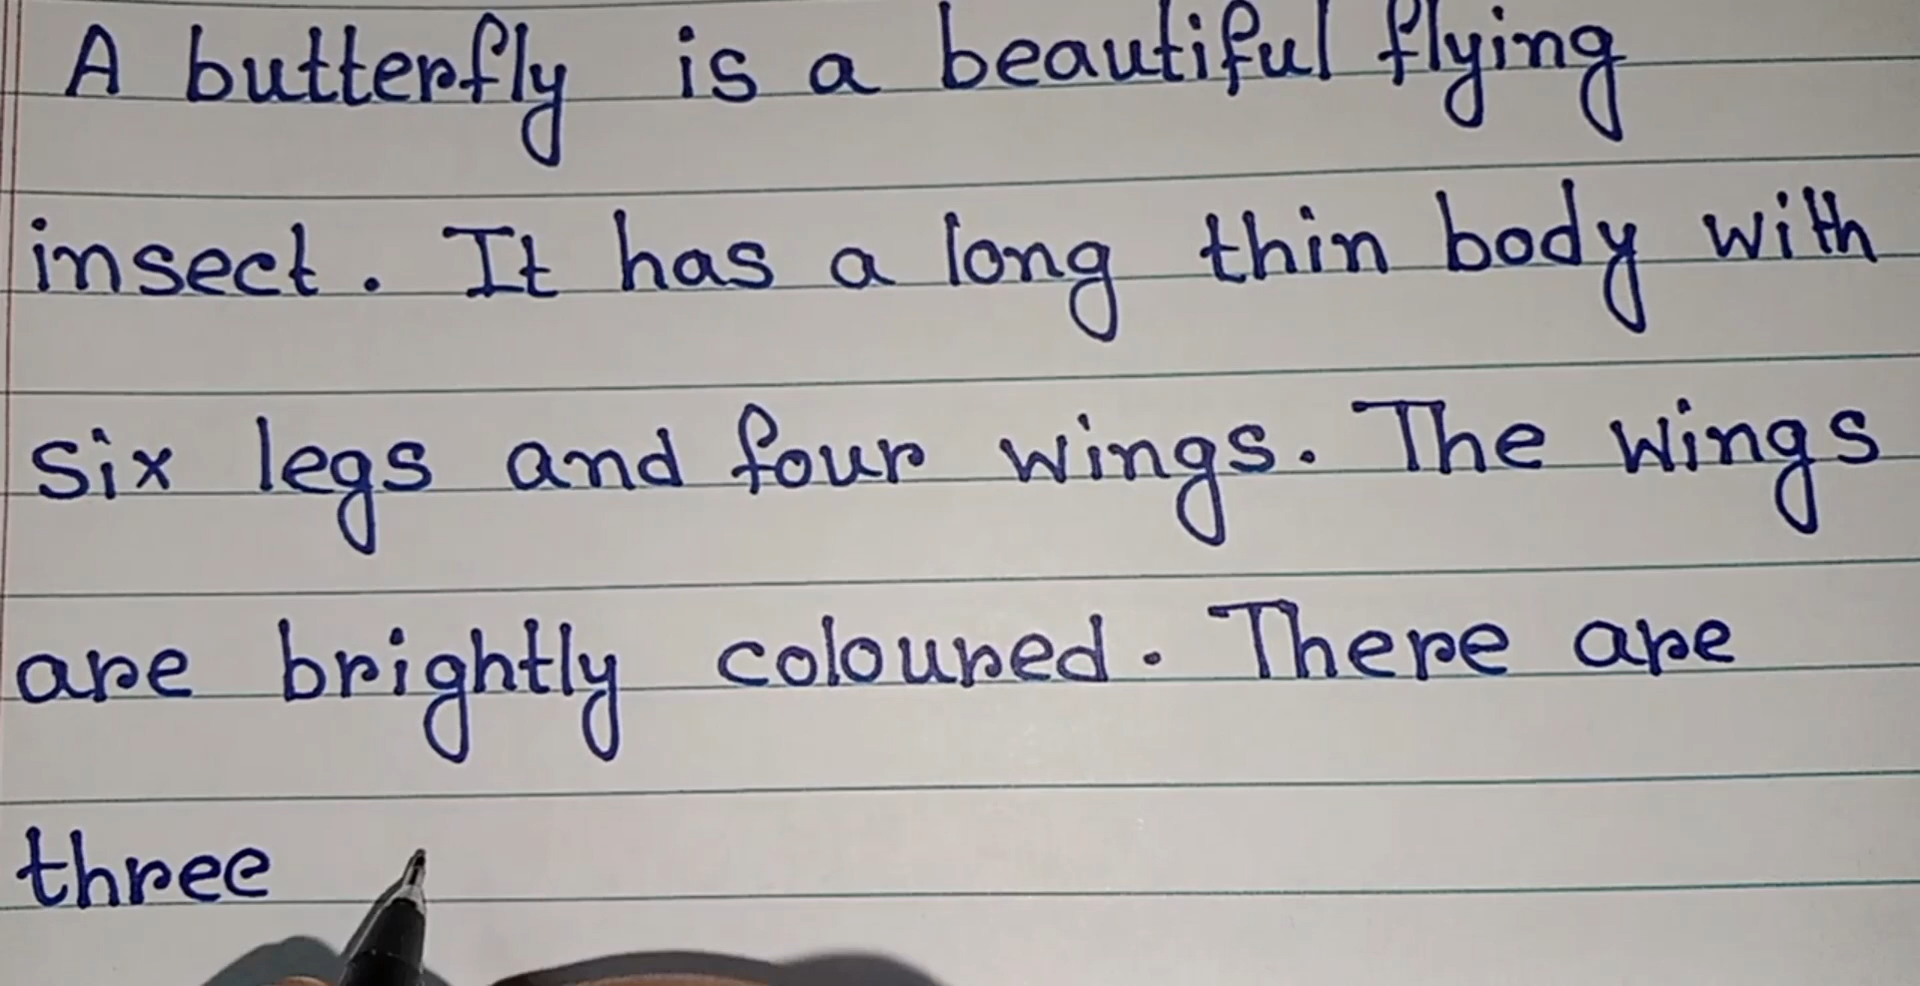 A butterfly is a beautiful flying
insect. It has a long thin body with
six legs and four wings. The wings
are brightly coloured. There are
three